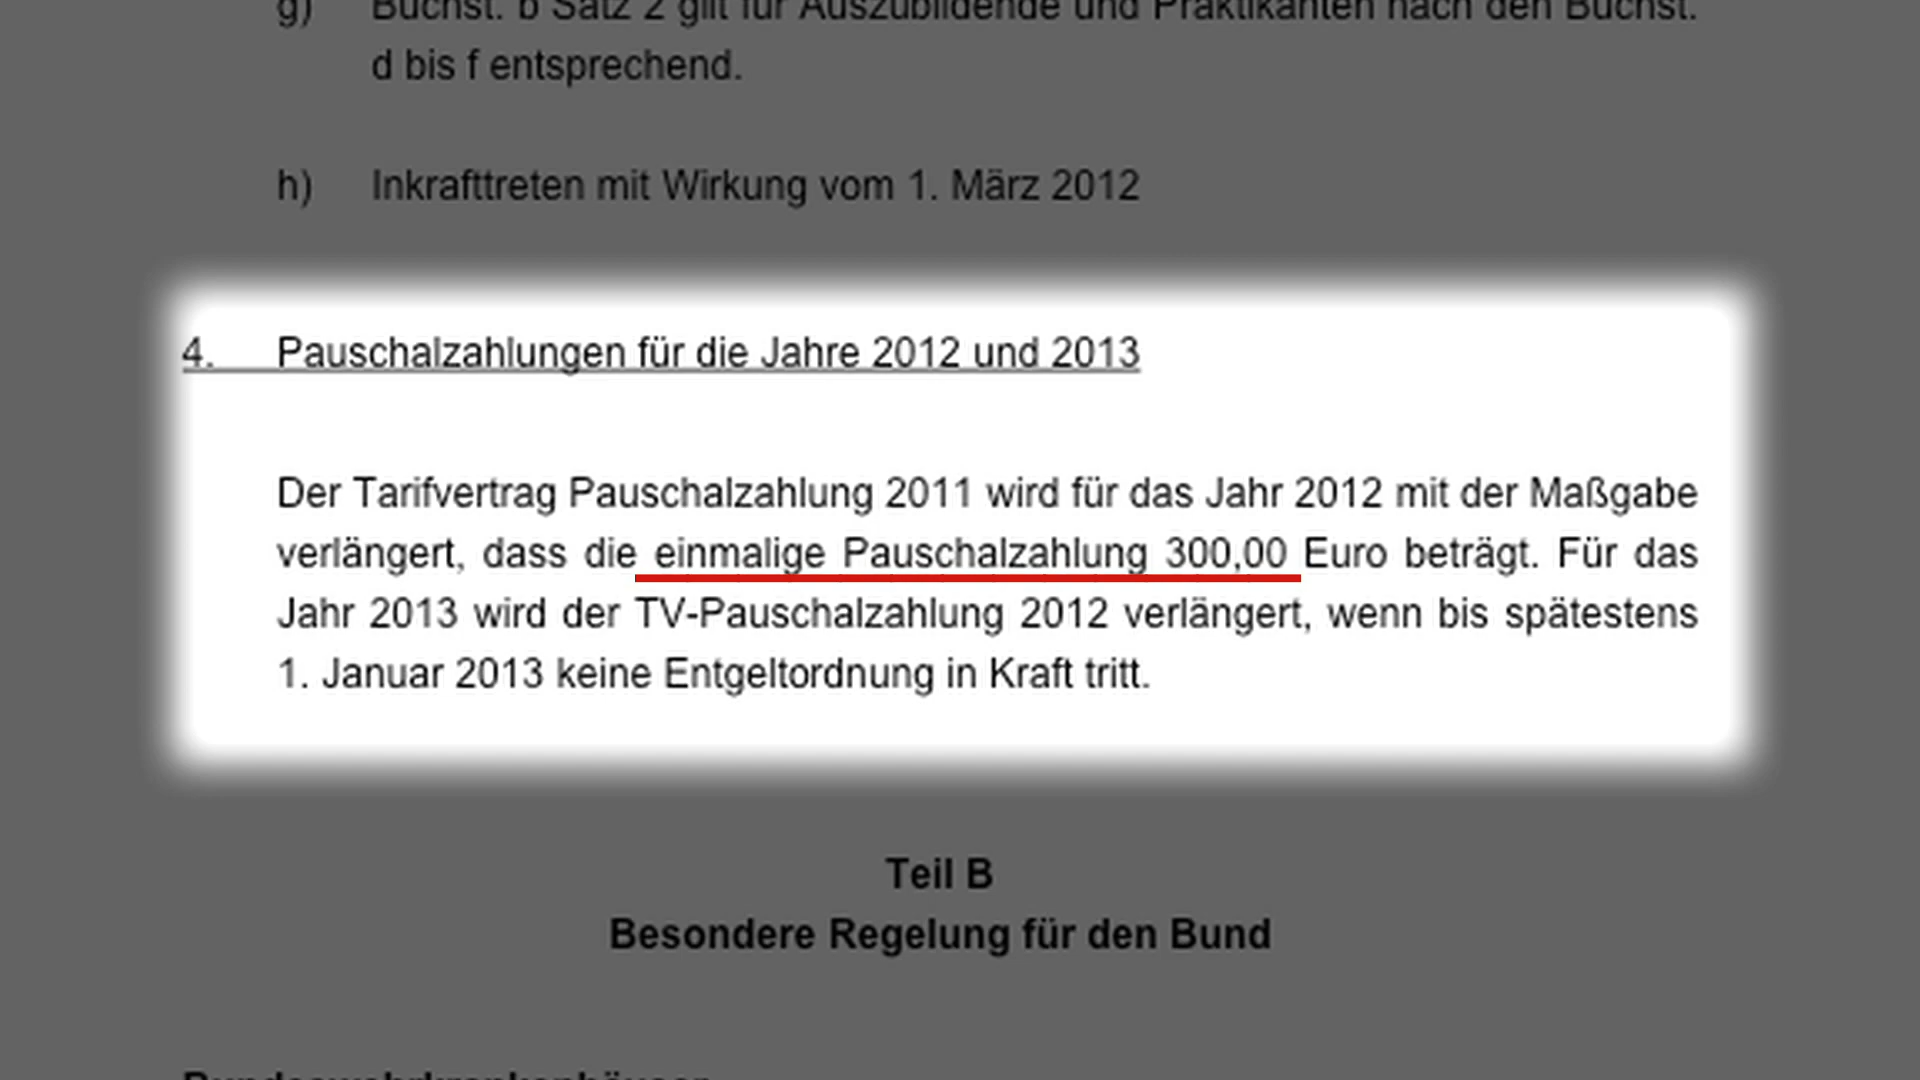 g) Buchst. b Satz 2 gilt für Auszubildende und Praktikanten nach den Buchst.
d bis f entsprechend.
h) Inkrafttreten mit Wirkung vom 1. März 2012
4. Pauschalzahlungen für die Jahre 2012 und 2013
Der Tarifvertrag Pauschalzahlung 2011 wird für das Jahr 2012 mit der Maßgabe
verlängert, dass die einmalige Pauschalzahlung 300,00 Euro beträgt. Für das
Jahr 2013 wird der TV-Pauschalzahlung 2012 verlängert, wenn bis spätestens
1. Januar 2013 keine Entgeltordnung in Kraft tritt.
Teil B
Besondere Regelung für den Bund
Bundeswehrkrankenhäuser